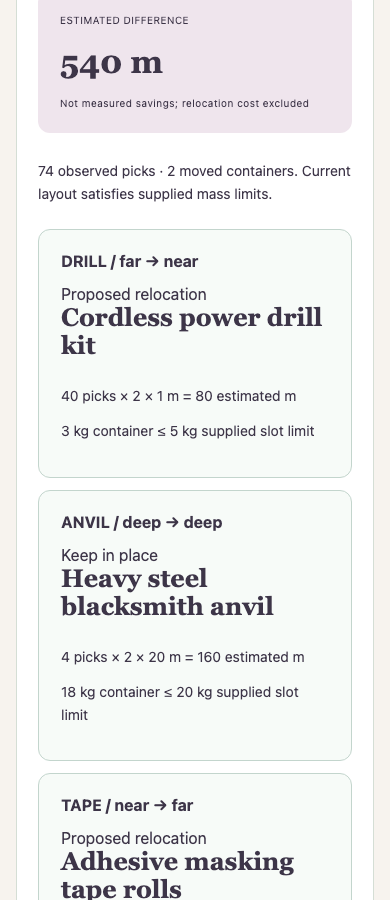 ESTIMATED DIFFERENCE
540 m
Not measured savings; relocation cost excluded
74 observed picks · 2 moved containers. Current
layout satisfies supplied mass limits.
DRILL / far → near
Proposed relocation
Cordless power drill
kit
40 picks × 2 × 1 m = 80 estimated m
3 kg container ≤ 5 kg supplied slot limit
ANVIL / deep → deep
Keep in place
Heavy steel
blacksmith anvil
4 picks × 2 × 20 m = 160 estimated m
18 kg container ≤ 20 kg supplied slot
limit
TAPE / near → far
Proposed relocation
Adhesive masking
tape rolls